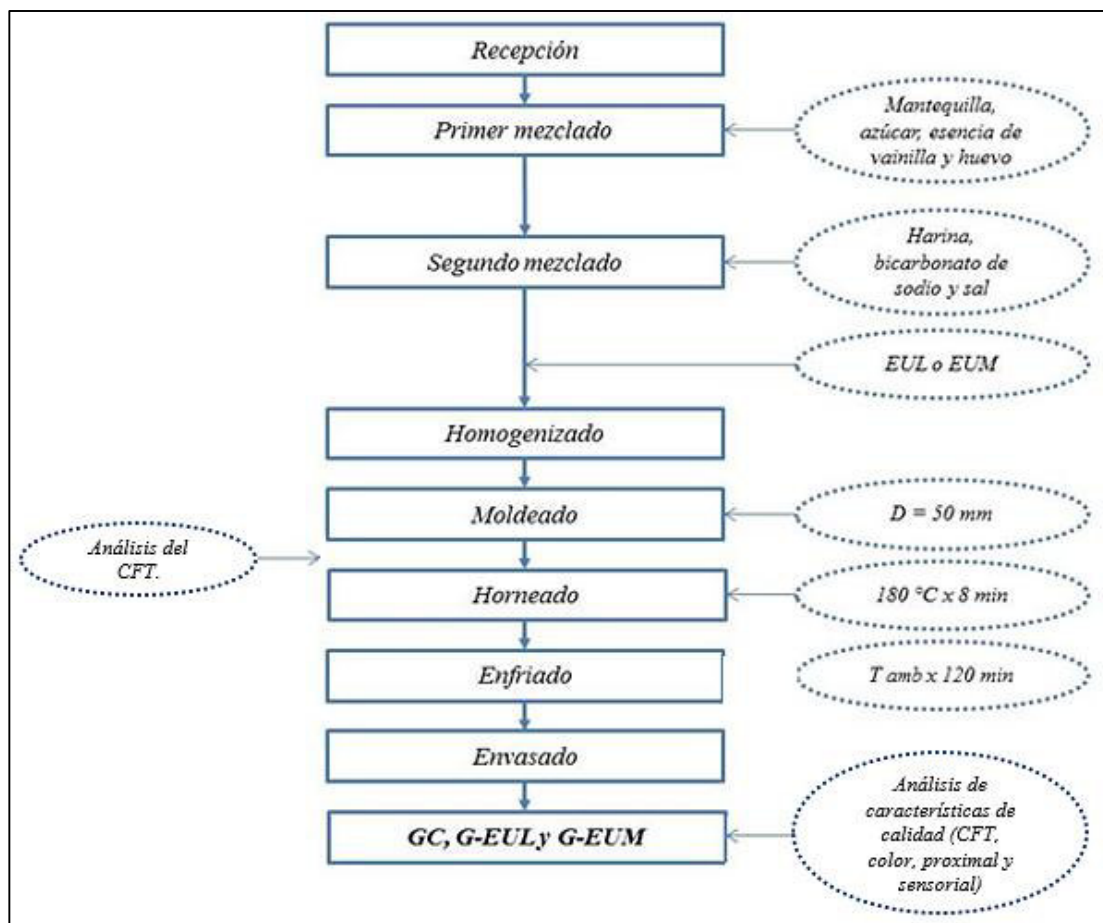 Recepción
Primer mezclado
Mantequilla,
azúcar, esencia de
vainilla y huevo
Segundo mezclado
Harina,
bicarbonato de
sodio y sal
EUL o EUM
Homogenizado
Moldeado
D = 50 mm
Análisis del
CFT.
Horneado
180 °C x 8 min
Enfriado
T amb x 120 min
Envasado
GC, G-EUL y G-EUM
Análisis de
características de
calidad (CFT,
color, proximal y
sensorial)